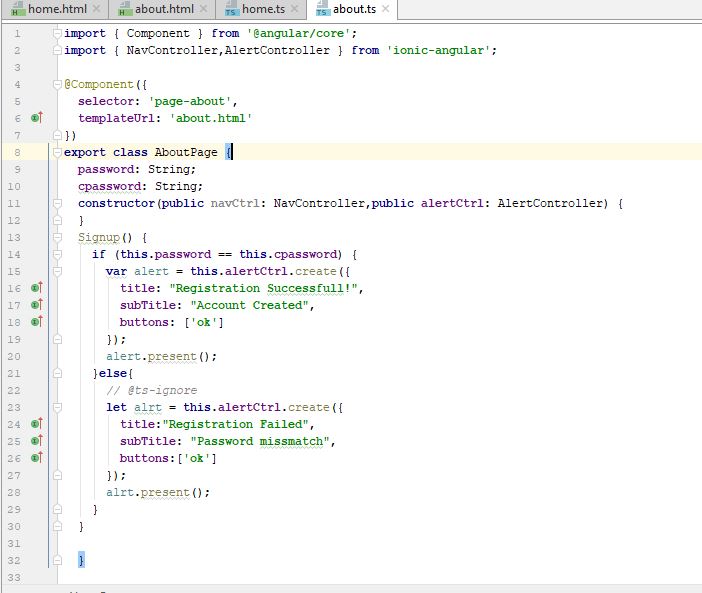 home.html about.html home.ts about.ts
1 import { Component } from '@angular/core';
2 import { NavController,AlertController } from 'ionic-angular';
3
4 @Component({
5   selector: 'page-about',
6   templateUrl: 'about.html'
7 })
8 export class AboutPage {
9   password: String;
10   cpassword: String;
11   constructor(public navCtrl: NavController,public alertCtrl: AlertController) {
12   }
13   Signup() {
14     if (this.password == this.cpassword) {
15       var alert = this.alertCtrl.create({
16         title: "Registration Successfull!",
17         subTitle: "Account Created",
18         buttons: ['ok']
19       });
20       alert.present();
21     }else{
22       // @ts-ignore
23       let alrt = this.alertCtrl.create({
24         title:"Registration Failed",
25         subTitle: "Password missmatch",
26         buttons:['ok']
27       });
28       alrt.present();
29     }
30   }
31
32   }
33